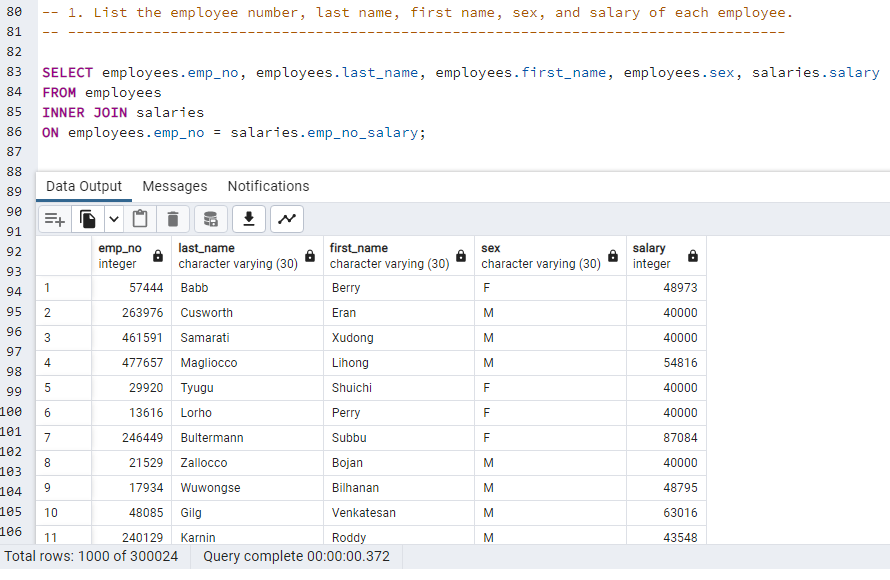 80 -- 1. List the employee number, last name, first name, sex, and salary of each employee.
81 -- -------------------------------------------------------------------------------------
82
83 SELECT employees.emp_no, employees.last_name, employees.first_name, employees.sex, salaries.salary
84 FROM employees
85 INNER JOIN salaries
86 ON employees.emp_no = salaries.emp_no_salary;
87
88
89
90
91
92
93
94
95
96
97
98
99
100
101
102
103
104
105
106
Data Output Messages Notifications
emp_no last_name first_name sex salary
integer character varying (30) character varying (30) character varying (30) integer
1 57444 Babb Berry F 48973
2 263976 Cusworth Eran M 40000
3 461591 Samarati Xudong M 40000
4 477657 Magliocco Lihong M 54816
5 29920 Tyugu Shuichi F 40000
6 13616 Lorho Perry F 40000
7 246449 Bultermann Subbu F 87084
8 21529 Zallocco Bojan M 40000
9 17934 Wuwongse Bilhanan M 48795
10 48085 Gilg Venkatesan M 63016
11 240129 Karnin Roddy M 43548
Total rows: 1000 of 300024 Query complete 00:00:00.372